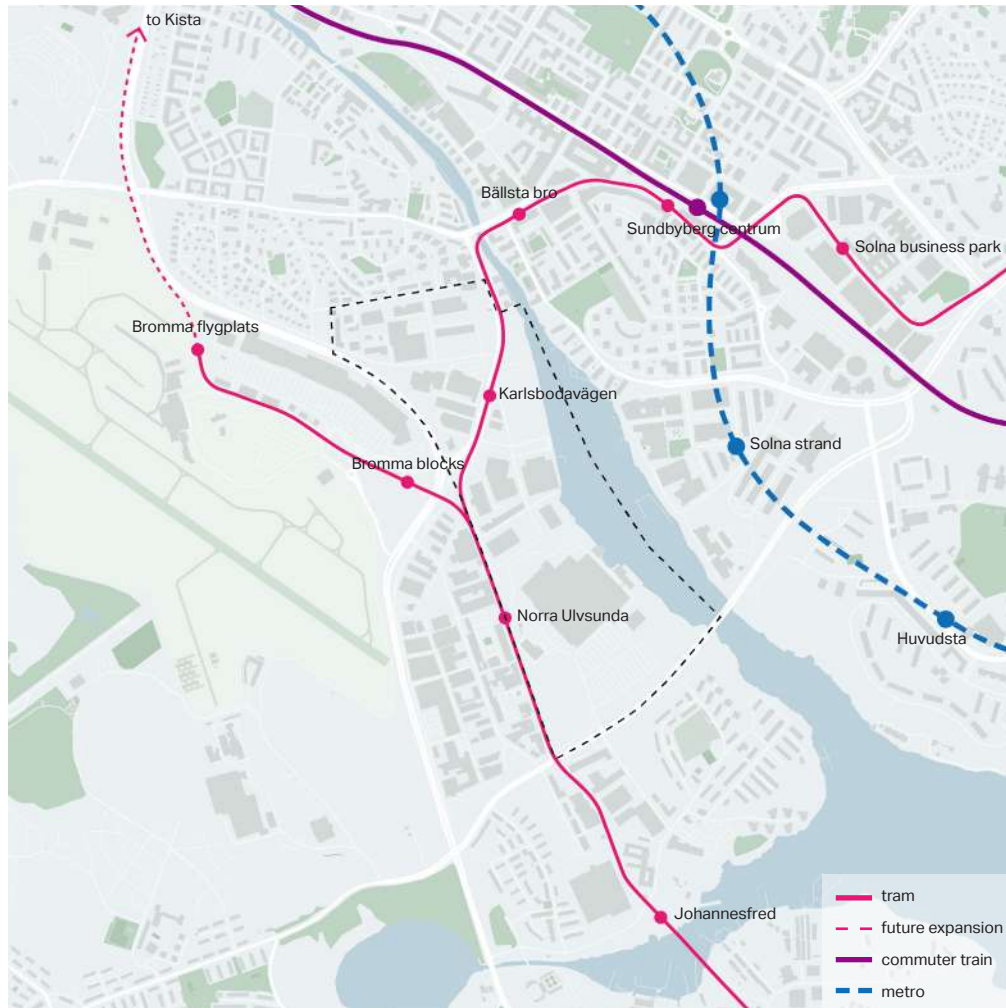 to Kista
Bällsta bro
Sundbyberg centrum
Solna business park
Bromma flygplats
Karlsbodavägen
Solna strand
Bromma blocks
Norra Ulvsunda
Huvudsta
Johannesfred
tram
future expansion
commuter train
metro